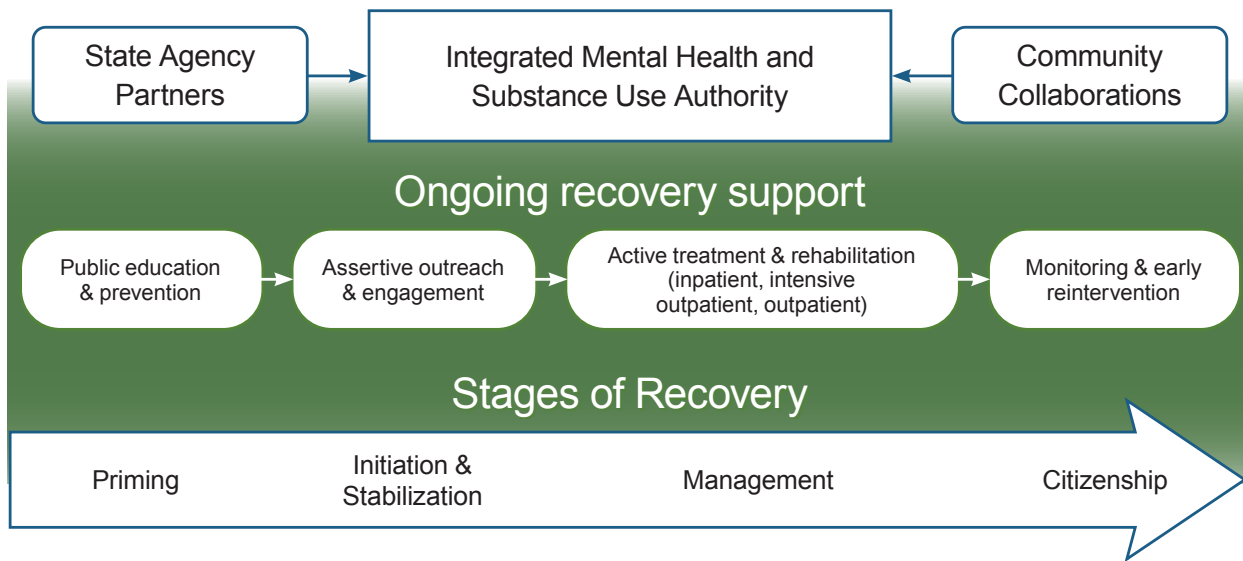 State Agency
Partners
Integrated Mental Health and
Substance Use Authority
Community
Collaborations
Ongoing recovery support
Public education
& prevention
Assertive outreach
& engagement
Active treatment & rehabilitation
(inpatient, intensive
outpatient, outpatient)
Monitoring & early
reintervention
Stages of Recovery
Priming
Initiation &
Stabilization
Management
Citizenship